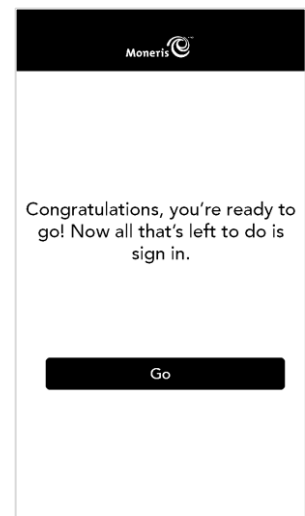 Moneris
Congratulations, you're ready to
go! Now all that's left to do is
sign in.
Go